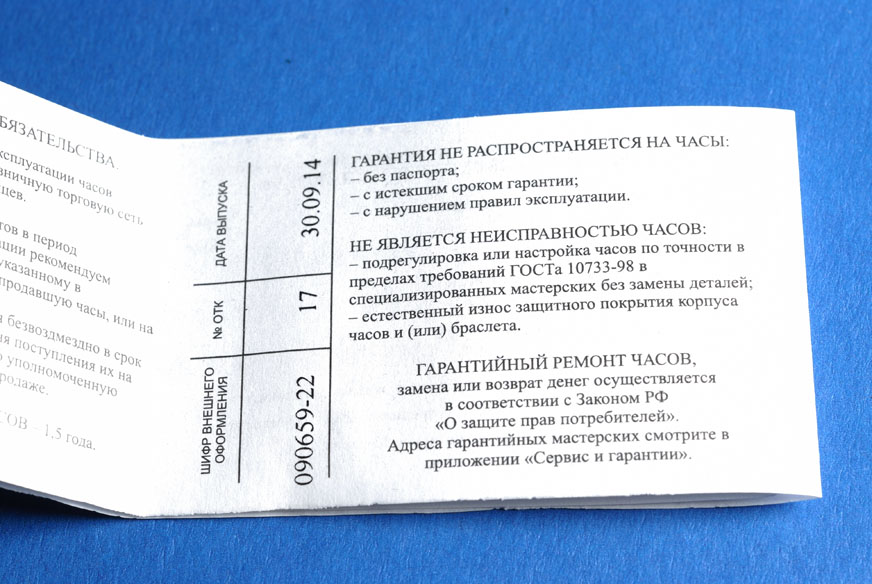 БЯЗАТЕЛЬСТВА
ксплуатации часов
зничную торговую сеть
цев.
тов в период
ации рекомендуем
указанному в
продавшую часы, или на
я безвозмездно в срок
ня поступления их на
о уполномоченную
родаже.
СОВ – 1,5 года.
ДАТА ВЫПУСКА
30.09.14
№ ОТК
17
ШИФР ВНЕШНЕГО
ОФОРМЛЕНИЯ
090659-22
ГАРАНТИЯ НЕ РАСПРОСТРАНЯЕТСЯ НА ЧАСЫ:
– без паспорта;
– с истекшим сроком гарантии;
– с нарушением правил эксплуатации.
НЕ ЯВЛЯЕТСЯ НЕИСПРАВНОСТЬЮ ЧАСОВ:
– подрегулировка или настройка часов по точности в
пределах требований ГОСТа 10733-98 в
специализированных мастерских без замены деталей;
– естественный износ защитного покрытия корпуса
часов и (или) браслета.
ГАРАНТИЙНЫЙ РЕМОНТ ЧАСОВ,
замена или возврат денег осуществляется
в соответствии с Законом РФ
«О защите прав потребителей».
Адреса гарантийных мастерских смотрите в
приложении «Сервис и гарантии».